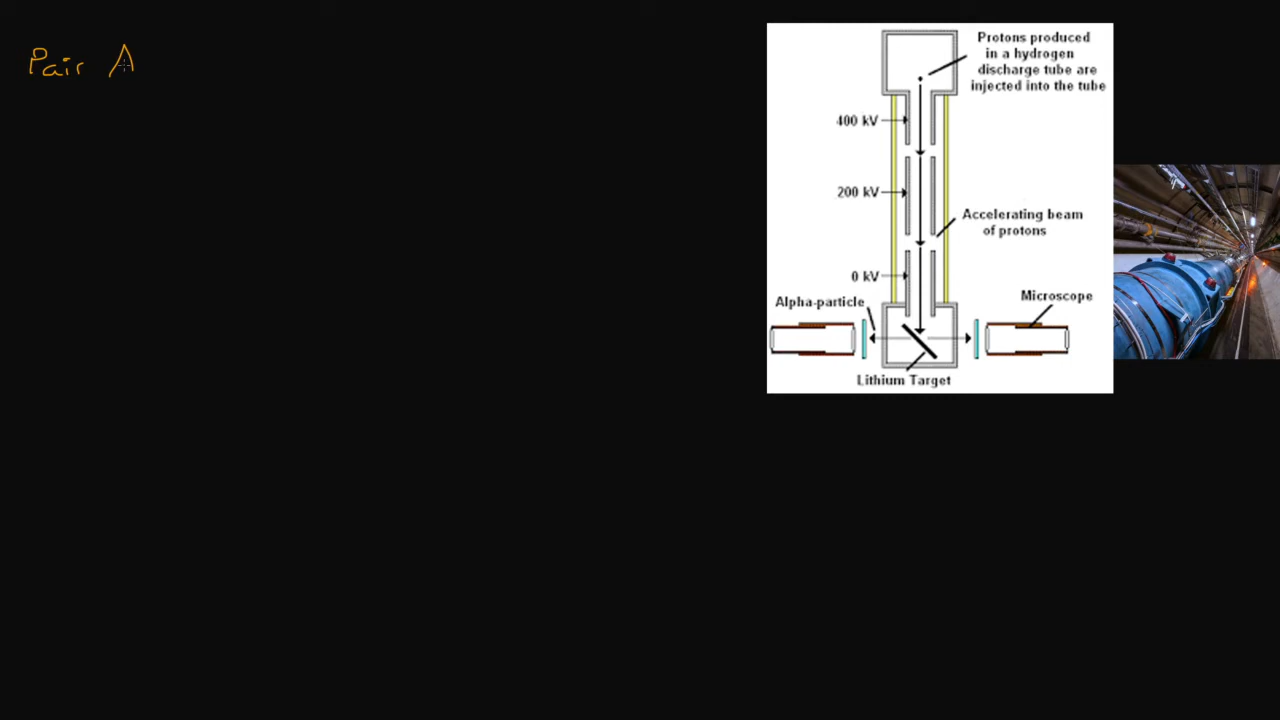 Pair A
Protons produced
in a hydrogen
discharge tube are
injected into the tube
400 kV
200 kV
Accelerating beam
of protons
0 kV
Alpha-particle
Microscope
Lithium Target